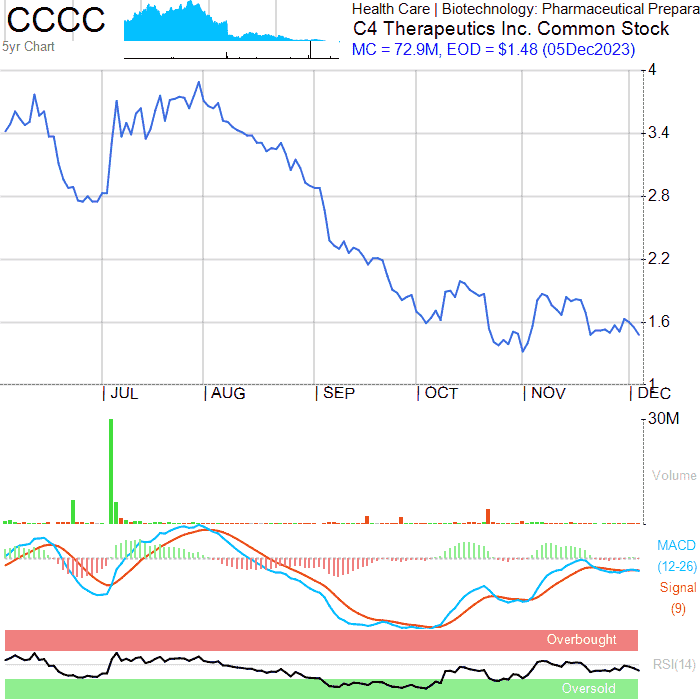 CCCC
5yr Chart
Health Care | Biotechnology: Pharmaceutical Prepara
C4 Therapeutics Inc. Common Stock
MC = 72.9M, EOD = $1.48 (05Dec2023)
4
3.4
2.8
2.2
1.6
1
| JUL | AUG | SEP | OCT | NOV | DEC
30M
Volume
MACD
(12-26)
Signal
(9)
Overbought
RSI(14)
Oversold